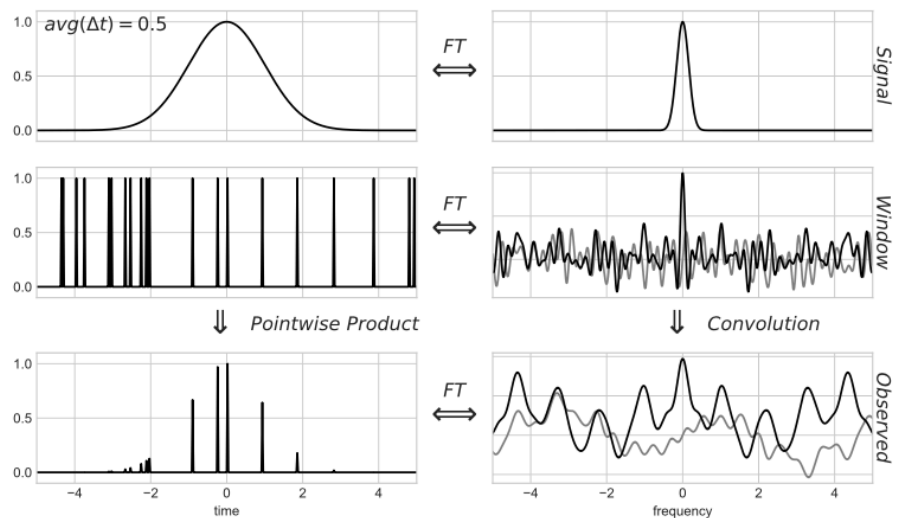 avg(Δt) = 0.5
1.0
0.5
0.0
FT
⇔
Signal
1.0
0.5
0.0
FT
⇔
Window
⇓ Pointwise Product
⇓ Convolution
1.0
0.5
0.0
FT
⇔
Observed
−4 −2 0 2 4
time
−4 −2 0 2 4
frequency